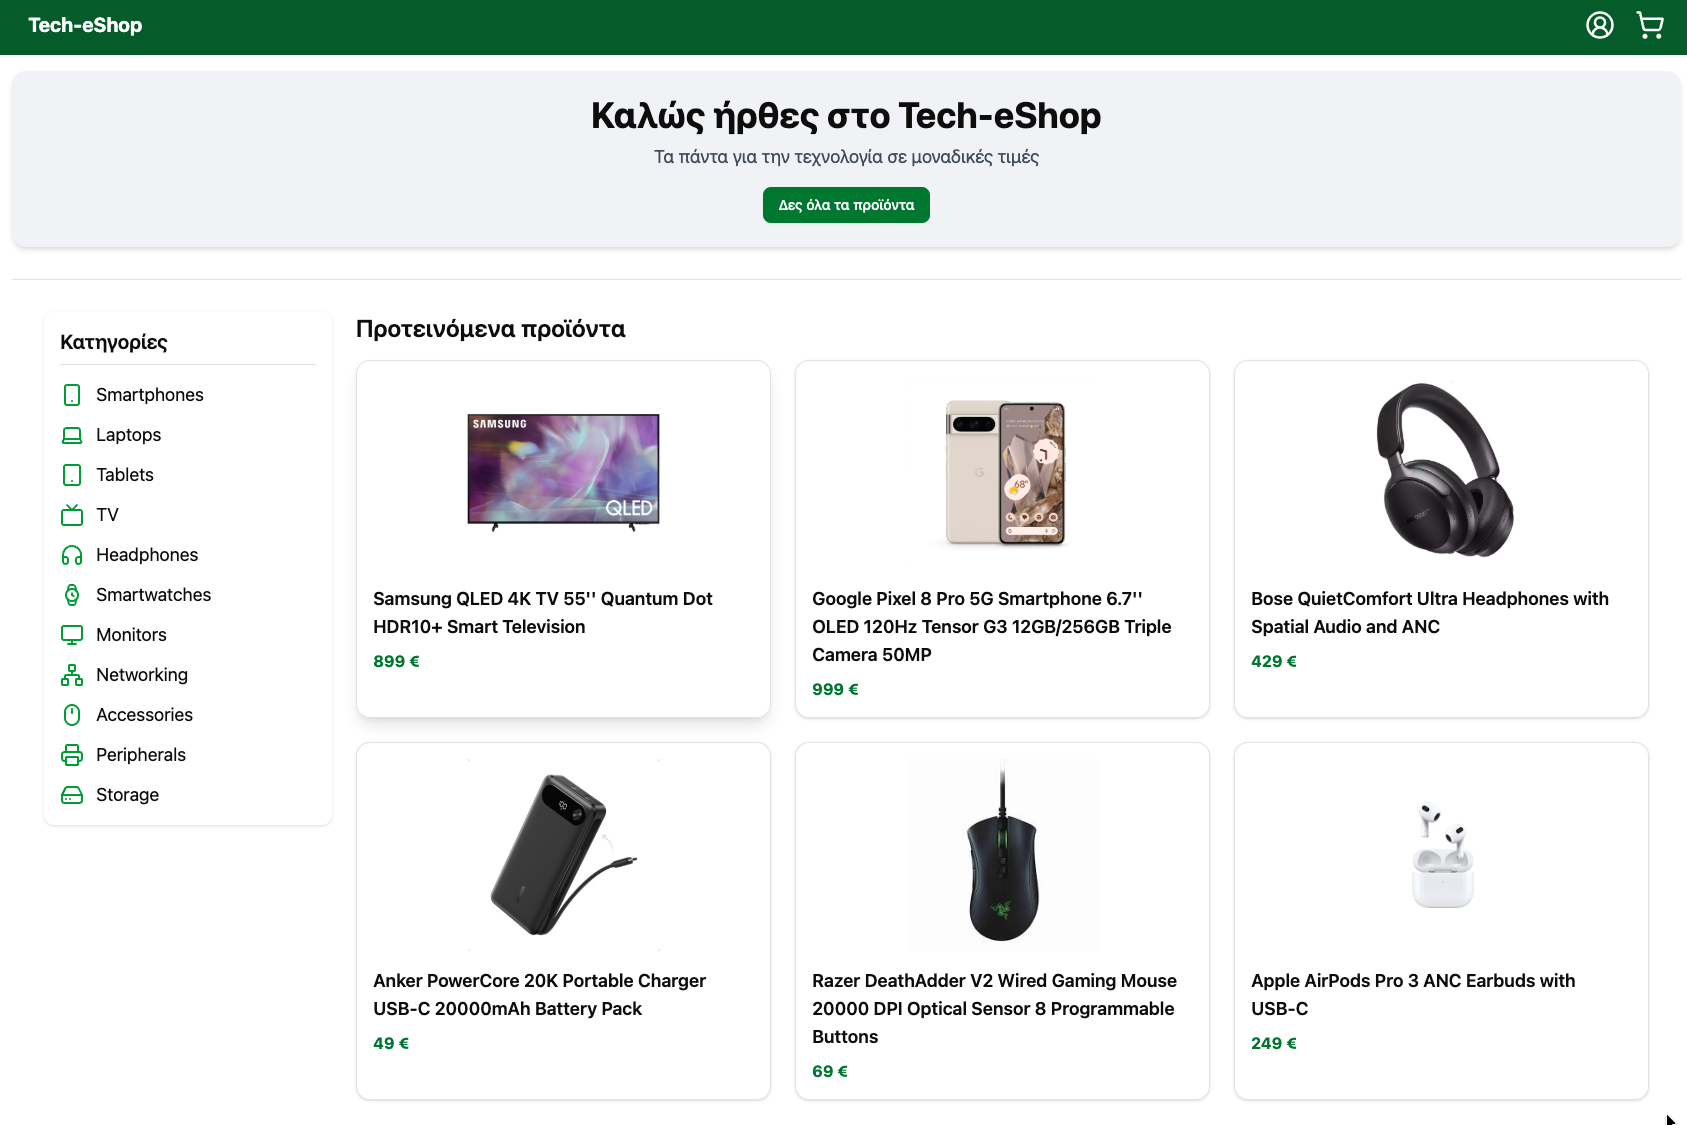 Tech-eShop
Καλώς ήρθες στο Tech-eShop
Τα πάντα για την τεχνολογία σε μοναδικές τιμές
Δες όλα τα προϊόντα
Κατηγορίες
Smartphones
Laptops
Tablets
TV
Headphones
Smartwatches
Monitors
Networking
Accessories
Peripherals
Storage
Προτεινόμενα προϊόντα
SAMSUNG
QLED
Samsung QLED 4K TV 55'' Quantum Dot
HDR10+ Smart Television
899 €
68°
Google Pixel 8 Pro 5G Smartphone 6.7''
OLED 120Hz Tensor G3 12GB/256GB Triple
Camera 50MP
999 €
Bose QuietComfort Ultra Headphones with
Spatial Audio and ANC
429 €
Anker PowerCore 20K Portable Charger
USB-C 20000mAh Battery Pack
49 €
Razer DeathAdder V2 Wired Gaming Mouse
20000 DPI Optical Sensor 8 Programmable
Buttons
69 €
Apple AirPods Pro 3 ANC Earbuds with
USB-C
249 €